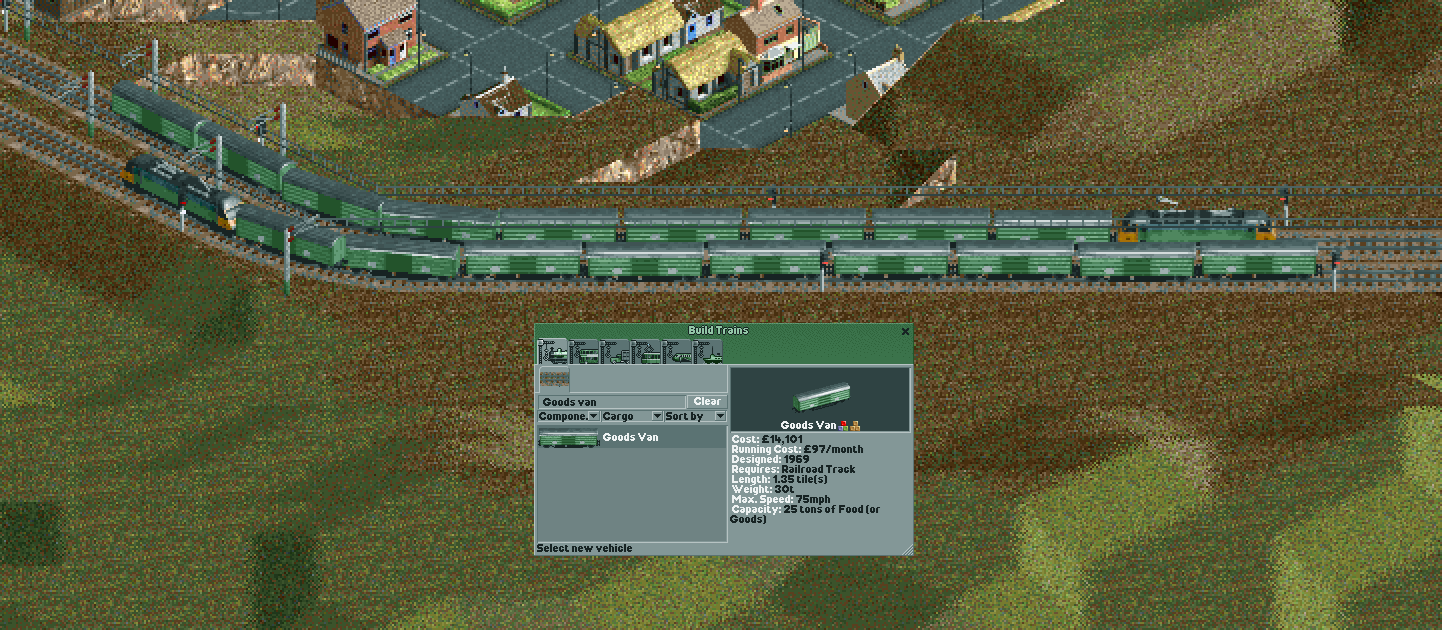 Build Trains
Goods van
Clear
Compone.
Cargo
Sort by
Goods Van
Goods Van
Cost: £14,101
Running Cost: £97/month
Designed: 1969
Requires: Railroad Track
Length: 1.35 tile(s)
Weight: 30t
Max. Speed: 75mph
Capacity: 25 tons of Food (or
Goods)
Select new vehicle